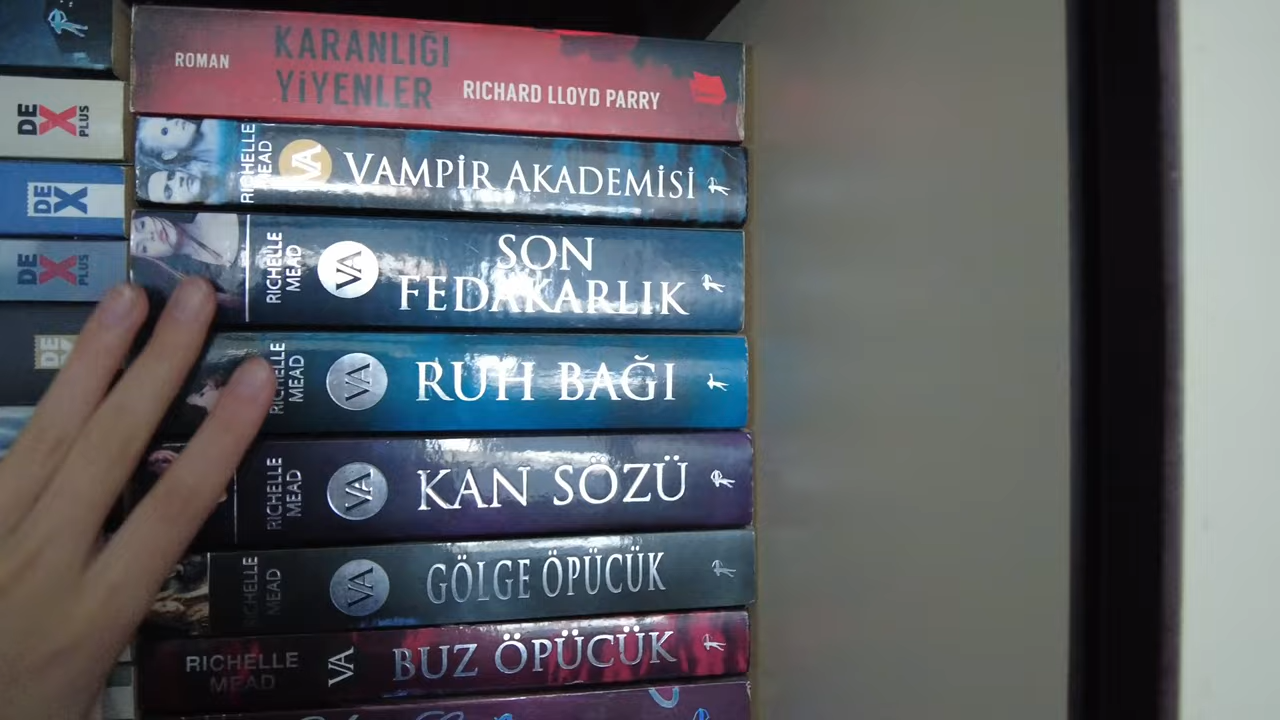 ROMAN
KARANLIĞI
YİYENLER
RICHARD LLOYD PARRY
DEX
PLUS
RICHELLE
MEAD
VA
VAMPİR AKADEMİSİ
DEX
RICHELLE
MEAD
VA
SON
FEDAKARLIK
DEX
PLUS
RICHELLE
MEAD
VA
RUH BAĞI
DE
RICHELLE
MEAD
VA
KAN SÖZÜ
RICHELLE
MEAD
VA
GÖLGE ÖPÜCÜK
RICHELLE
MEAD
VA
BUZ ÖPÜCÜK